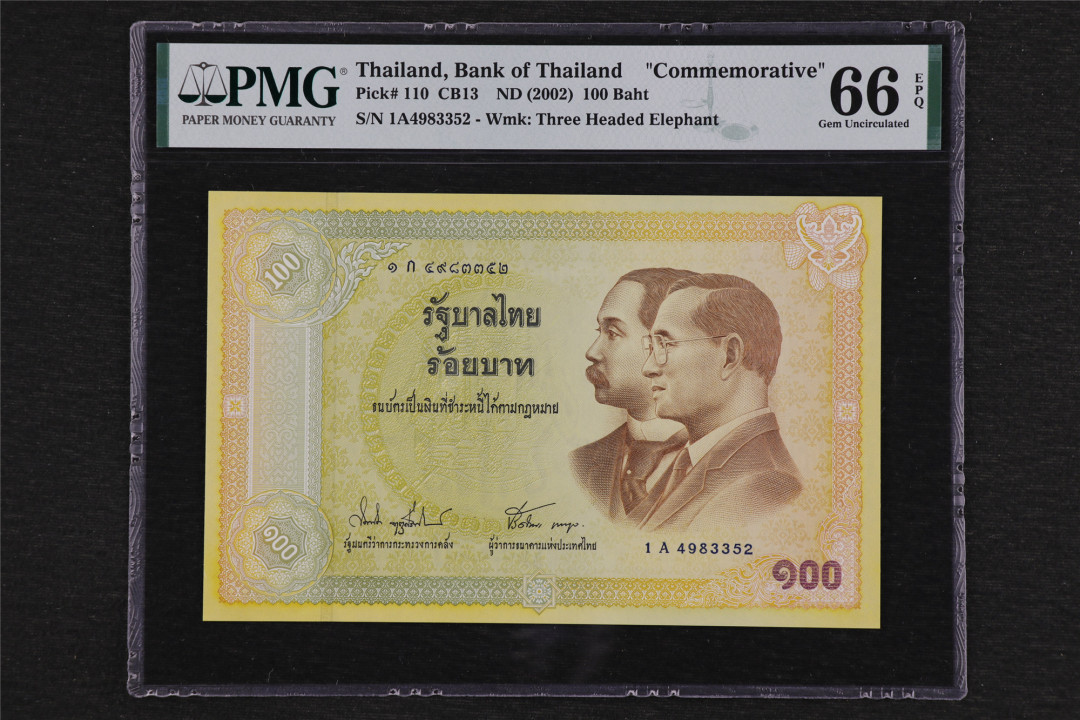 PMG®
PAPER MONEY GUARANTY
Thailand, Bank of Thailand "Commemorative"
Pick# 110 CB13 ND (2002) 100 Baht
S/N 1A4983352 - Wmk: Three Headed Elephant
66
EPQ
Gem Uncirculated
100
๑ ก ๔๙๘๓๓๕๒
รัฐบาลไทย
ร้อยบาท
ธนบัตรเป็นเงินที่ชำระหนี้ได้ตามกฎหมาย
รัฐมนตรีว่าการกระทรวงการคลัง
ผู้ว่าการธนาคารแห่งประเทศไทย
1 A 4983352
๑๐๐
๑๐๐